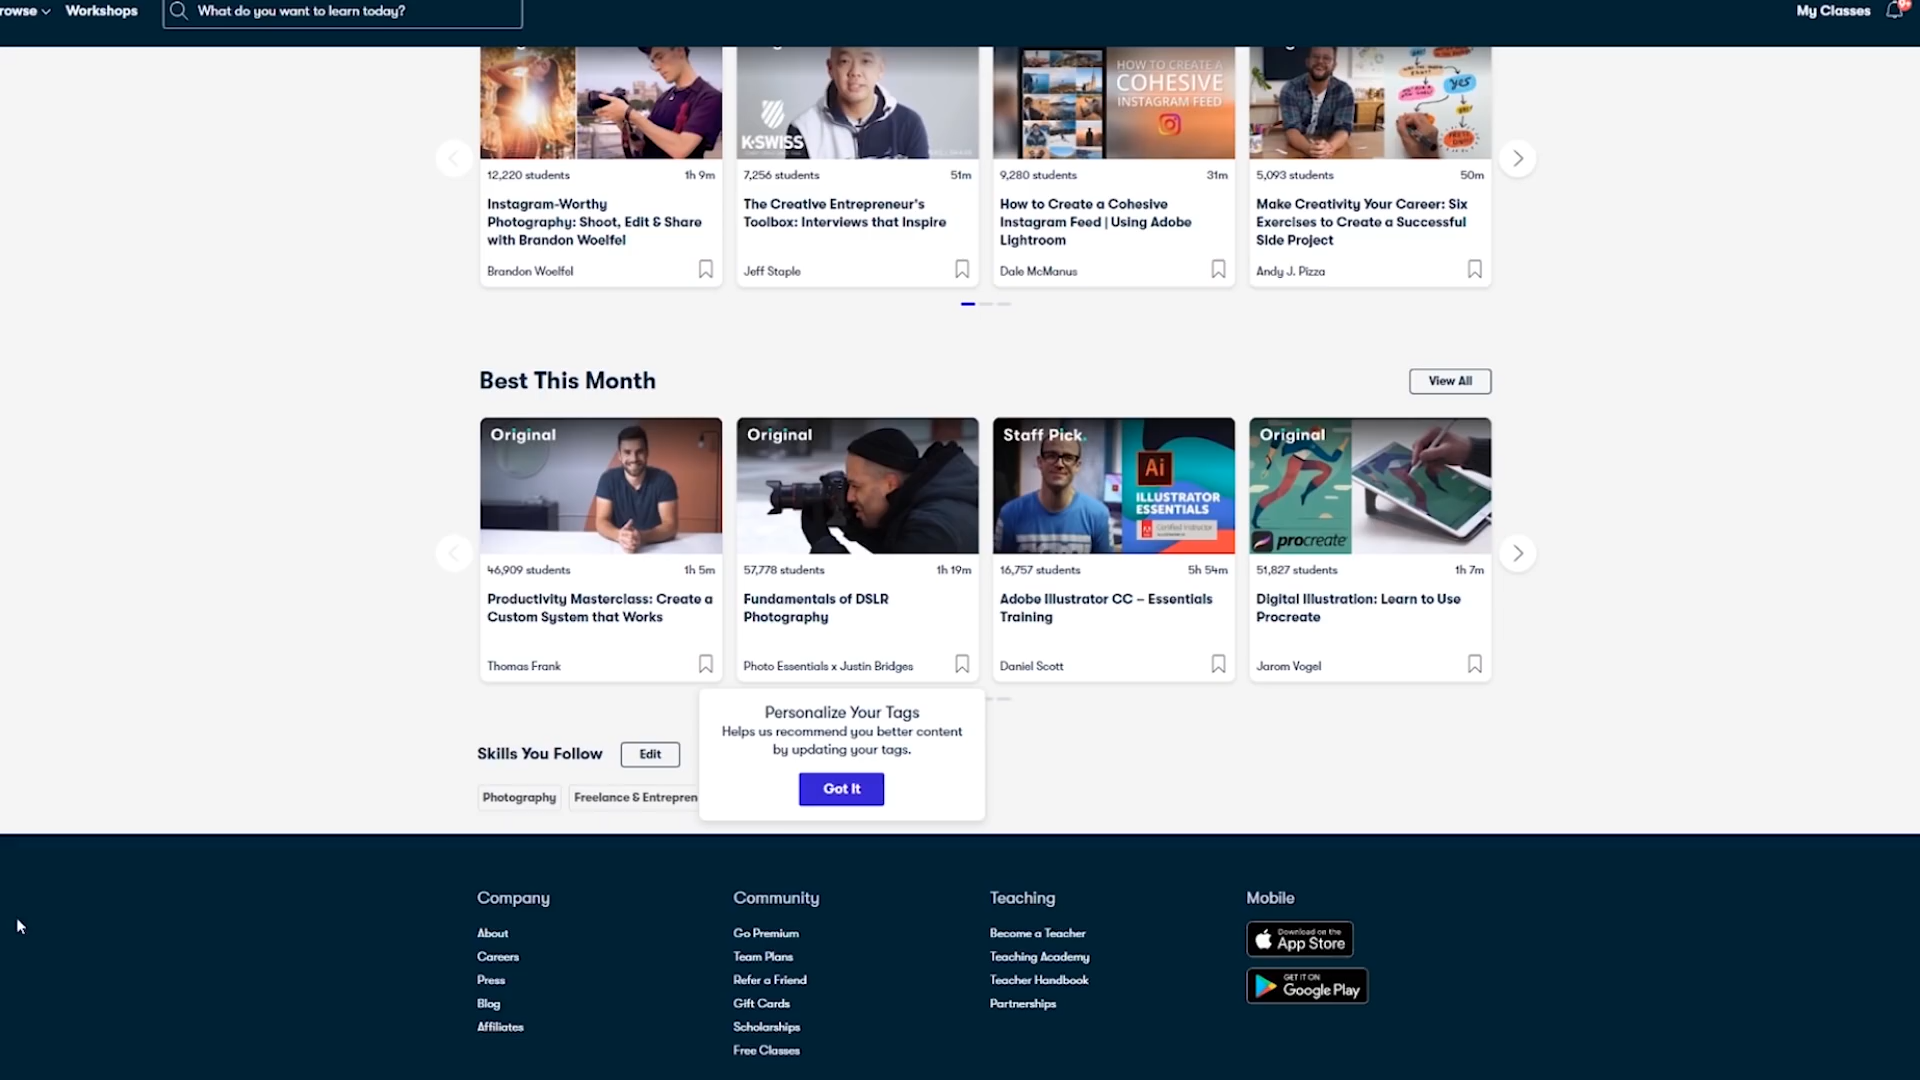 rowse Workshops What do you want to learn today? My Classes 9+
K·SWISS
HOW TO CREATE A
COHESIVE
INSTAGRAM FEED
YES
12,220 students 1h 9m
Instagram-Worthy
Photography: Shoot, Edit & Share
with Brandon Woelfel
Brandon Woelfel
7,256 students 51m
The Creative Entrepreneur's
Toolbox: Interviews that Inspire
Jeff Staple
9,280 students 31m
How to Create a Cohesive
Instagram Feed | Using Adobe
Lightroom
Dale McManus
5,093 students 50m
Make Creativity Your Career: Six
Exercises to Create a Successful
Side Project
Andy J. Pizza
Best This Month
View All
Original
46,909 students 1h 5m
Productivity Masterclass: Create a
Custom System that Works
Thomas Frank
Original
57,778 students 1h 19m
Fundamentals of DSLR
Photography
Photo Essentials x Justin Bridges
Staff Pick.
Ai
ILLUSTRATOR
ESSENTIALS
Certified Instructor
16,757 students 5h 54m
Adobe Illustrator CC – Essentials
Training
Daniel Scott
Original
procreate
51,827 students 1h 7m
Digital Illustration: Learn to Use
Procreate
Jarom Vogel
Personalize Your Tags
Helps us recommend you better content
by updating your tags.
Got It
Skills You Follow Edit
Photography Freelance & Entrepren
Company
About
Careers
Press
Blog
Affiliates
Community
Go Premium
Team Plans
Refer a Friend
Gift Cards
Scholarships
Free Classes
Teaching
Become a Teacher
Teaching Academy
Teacher Handbook
Partnerships
Mobile
Download on the
App Store
GET IT ON
Google Play